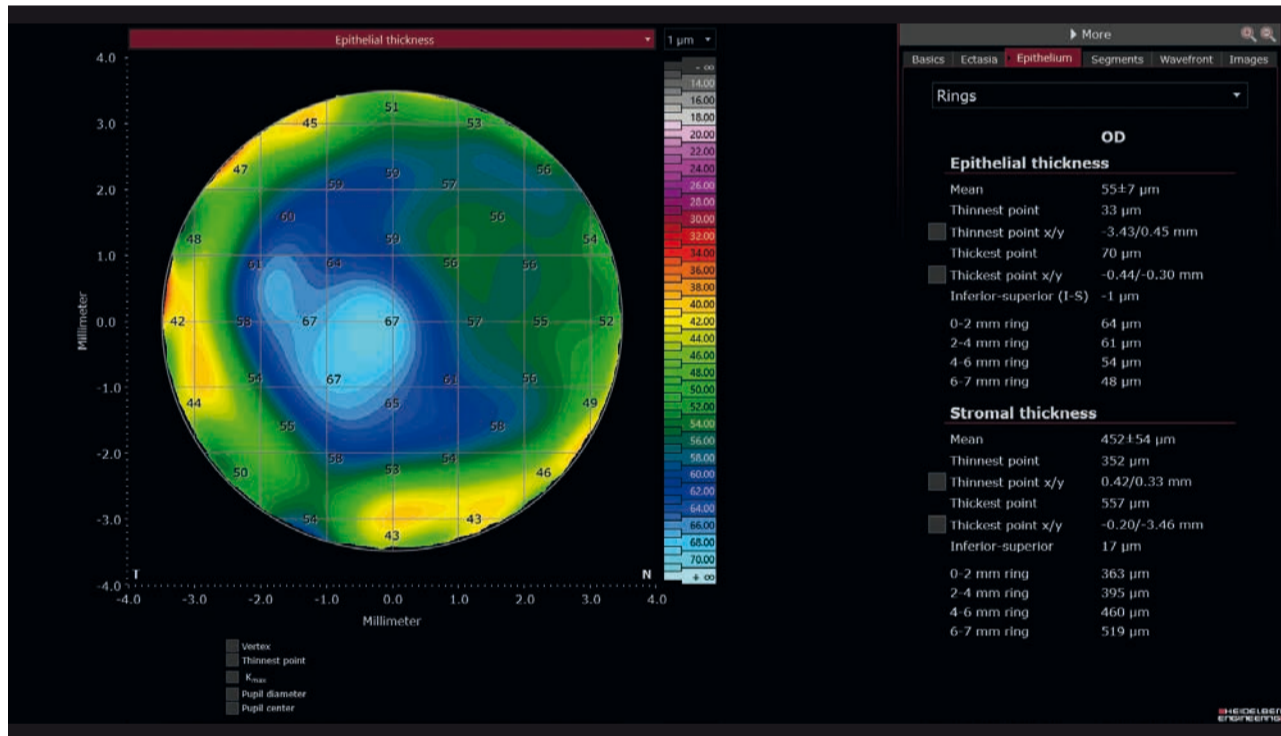 Epithelial thickness
1 µm
More
Basics Ectasia Epithelium Segments Wavefront Images
Rings
OD
Epithelial thickness
Mean 55±7 µm
Thinnest point 33 µm
Thinnest point x/y -3.43/0.45 mm
Thickest point 70 µm
Thickest point x/y -0.44/-0.30 mm
Inferior-superior (I-S) -1 µm
0-2 mm ring 64 µm
2-4 mm ring 61 µm
4-6 mm ring 54 µm
6-7 mm ring 48 µm
Stromal thickness
Mean 452±54 µm
Thinnest point 352 µm
Thinnest point x/y 0.42/0.33 mm
Thickest point 557 µm
Thickest point x/y -0.20/-3.46 mm
Inferior-superior 17 µm
0-2 mm ring 363 µm
2-4 mm ring 395 µm
4-6 mm ring 460 µm
6-7 mm ring 519 µm
4.0
3.0
2.0
1.0
0.0
-1.0
-2.0
-3.0
-4.0
Millimeter
51
45 53
47 56
59 59 57
60 56
48 59 54
61 64 56 56
42 58 67 67 57 55 52
54 67 61 56
44 65 49
55 58
50 58 53 54 46
54 43 43
T N
-4.0 -3.0 -2.0 -1.0 0.0 1.0 2.0 3.0 4.0
Millimeter
- ∞
14.00
16.00
18.00
20.00
22.00
24.00
26.00
28.00
30.00
32.00
34.00
36.00
38.00
40.00
42.00
44.00
46.00
48.00
50.00
52.00
54.00
56.00
58.00
60.00
62.00
64.00
66.00
68.00
70.00
+ ∞
Vertex
Thinnest point
Kmax
Pupil diameter
Pupil center
HEIDELBER
ENGINEERING